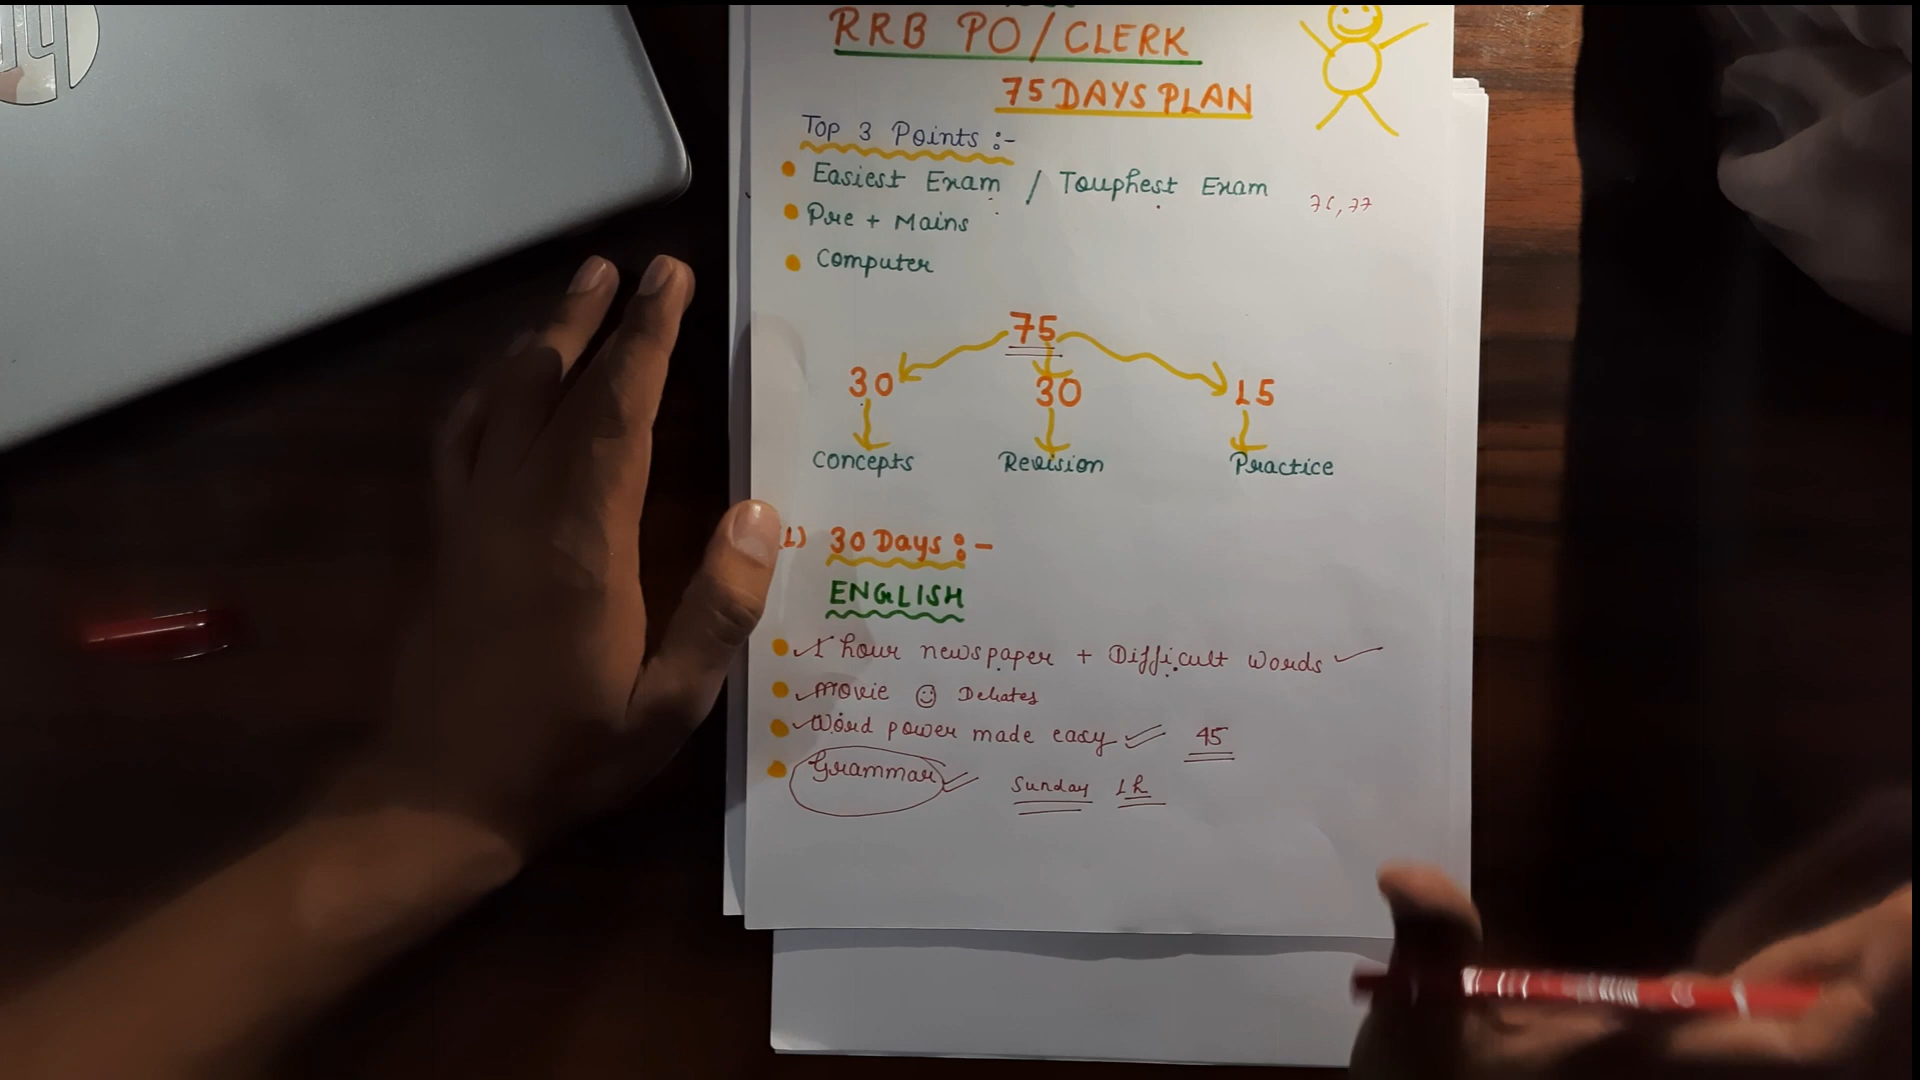 RRB PO/CLERK
75 DAYS PLAN
Top 3 Points :-
Easiest Exam / Toughest Exam
76, 77
Pre + Mains
Computer
75
30 30 15
Concepts Revision Practice
1) 30 Days :-
ENGLISH
1 hour newspaper + Difficult words
Movie Debates
Word power made easy 45
Grammar Sunday 1h
hp